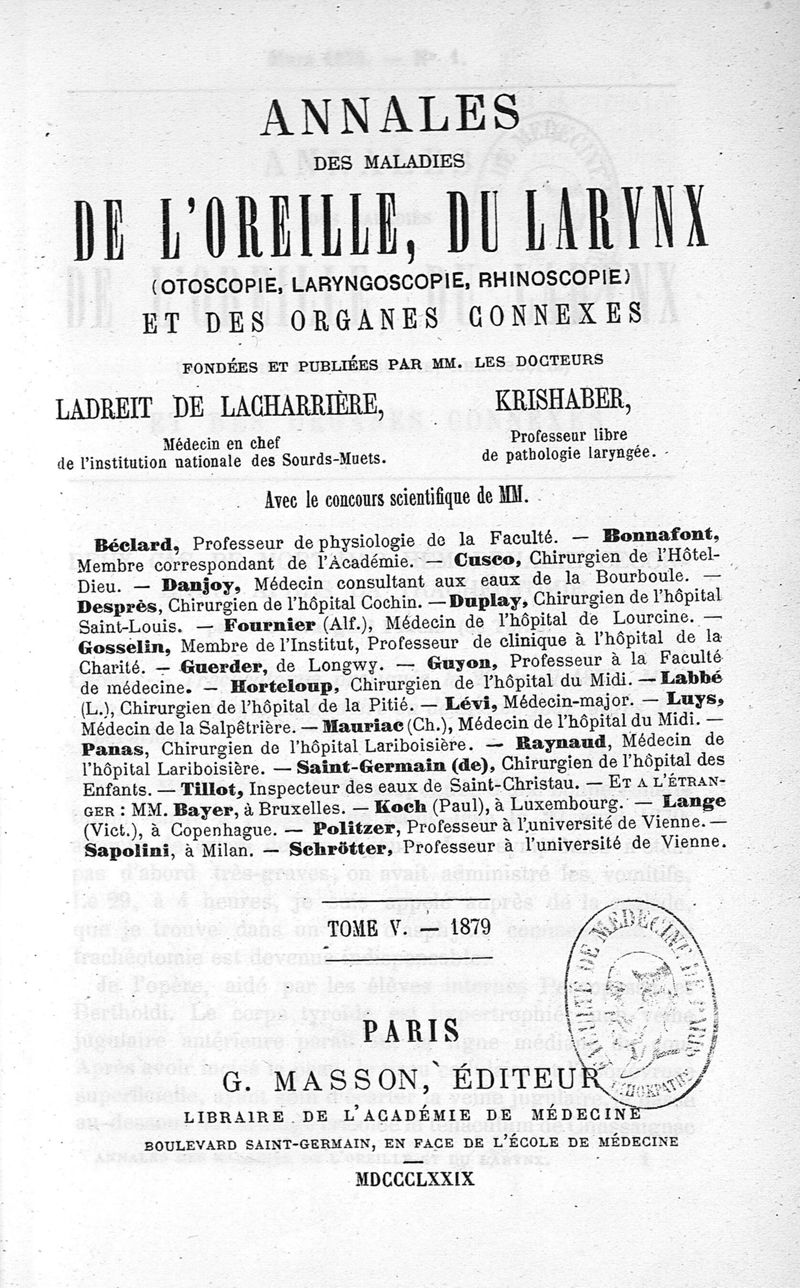 ANNALES
DES MALADIES
DE L'OREILLE, DU LARYNX
(OTOSCOPIE, LARYNGOSCOPIE, RHINOSCOPIE)
ET DES ORGANES CONNEXES
FONDÉES ET PUBLIÉES PAR MM. LES DOCTEURS
LADREIT DE LACHARRIÈRE,
Médecin en chef
de l'institution nationale des Sourds-Muets.
KRISHABER,
Professeur libre
de pathologie laryngée.
Avec le concours scientifique de MM.
Béclard, Professeur de physiologie de la Faculté. — Bonnafont,
Membre correspondant de l'Académie. — Cusco, Chirurgien de l'Hôtel-
Dieu. — Danjoy, Médecin consultant aux eaux de la Bourboule. —
Desprès, Chirurgien de l'hôpital Cochin. — Duplay, Chirurgien de l'hôpital
Saint-Louis. — Fournier (Alf.), Médecin de l'hôpital de Lourcine. —
Gosselin, Membre de l'Institut, Professeur de clinique à l'hôpital de la
Charité. — Guerder, de Longwy. — Guyon, Professeur à la Faculté
de médecine. — Horteloup, Chirurgien de l'hôpital du Midi. — Labbé
(L.), Chirurgien de l'hôpital de la Pitié. — Lévi, Médecin-major. — Luys,
Médecin de la Salpêtrière. — Mauriac (Ch.), Médecin de l'hôpital du Midi. —
Panas, Chirurgien de l'hôpital Lariboisière. — Raynaud, Médecin de
l'hôpital Lariboisière. — Saint-Germain (de), Chirurgien de l'hôpital des
Enfants. — Tillot, Inspecteur des eaux de Saint-Christau. — ET A L'ÉTRAN-
GER : MM. Bayer, à Bruxelles. — Koch (Paul), à Luxembourg. — Lange
(Vict.), à Copenhague. — Politzer, Professeur à l'université de Vienne. —
Sapolini, à Milan. — Schrötter, Professeur à l'université de Vienne.
TOME V. — 1879
PARIS
G. MASSON, ÉDITEUR
LIBRAIRE DE L'ACADÉMIE DE MÉDECINE
BOULEVARD SAINT-GERMAIN, EN FACE DE L'ÉCOLE DE MÉDECINE
MDCCCLXXIX